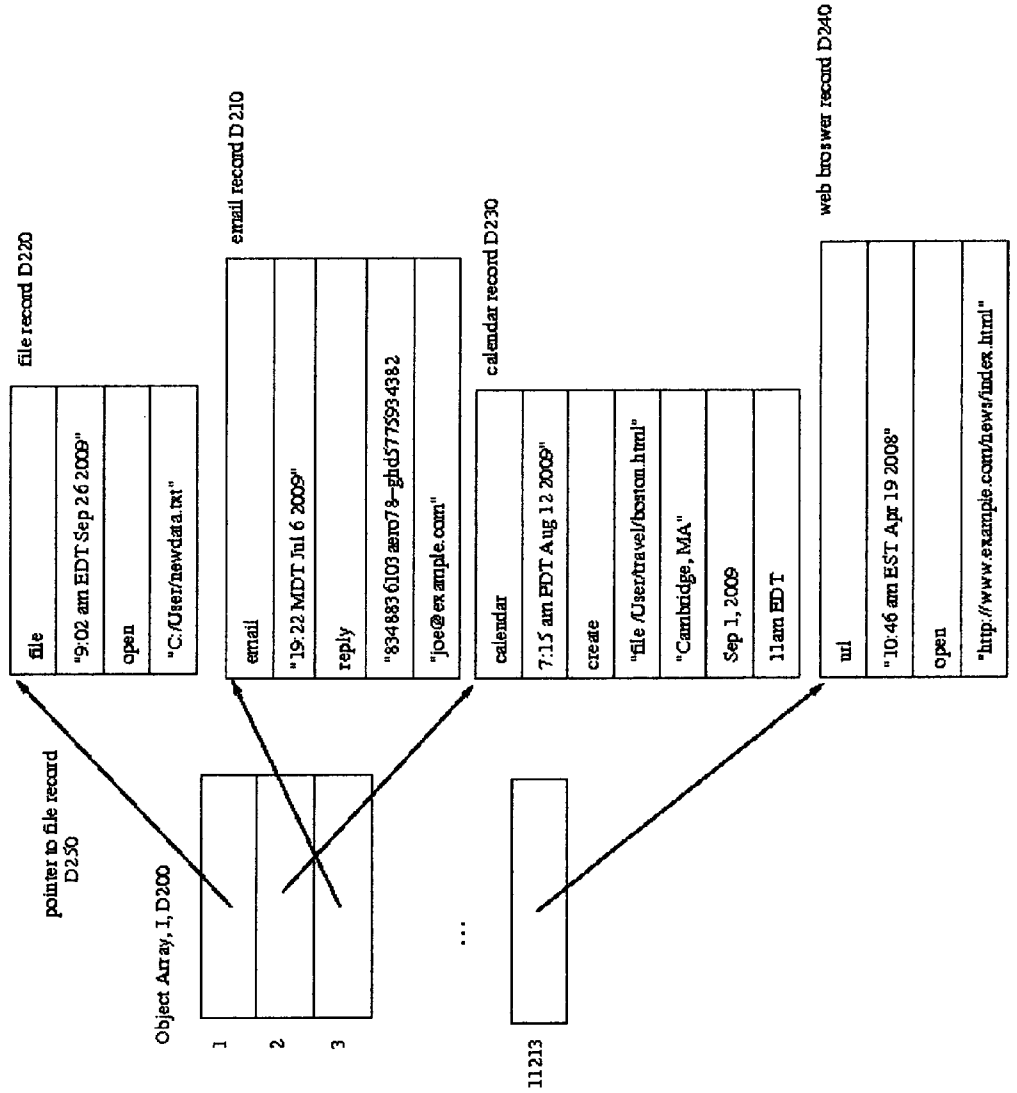 pointer to file record
D250
Object Array, I, D200
1
2
3
...
11213
file record D220
file
"9:02 am EDT Sep 26 2009"
open
"C:/User/newdata.txt"
email record D210
email
"19:22 MDT Jul 6 2009"
reply
"8348836103aero78-ghd5775934382
"joe@example.com"
calendar record D230
calendar
7:15 am EDT Aug 12 2009"
create
"file /User/travel/boston.html"
"Cambridge, MA"
Sep 1, 2009
11am EDT
web broswer record D240
url
"10:46 am EST Apr 19 2008"
open
"http://www.example.com/news/index.html"